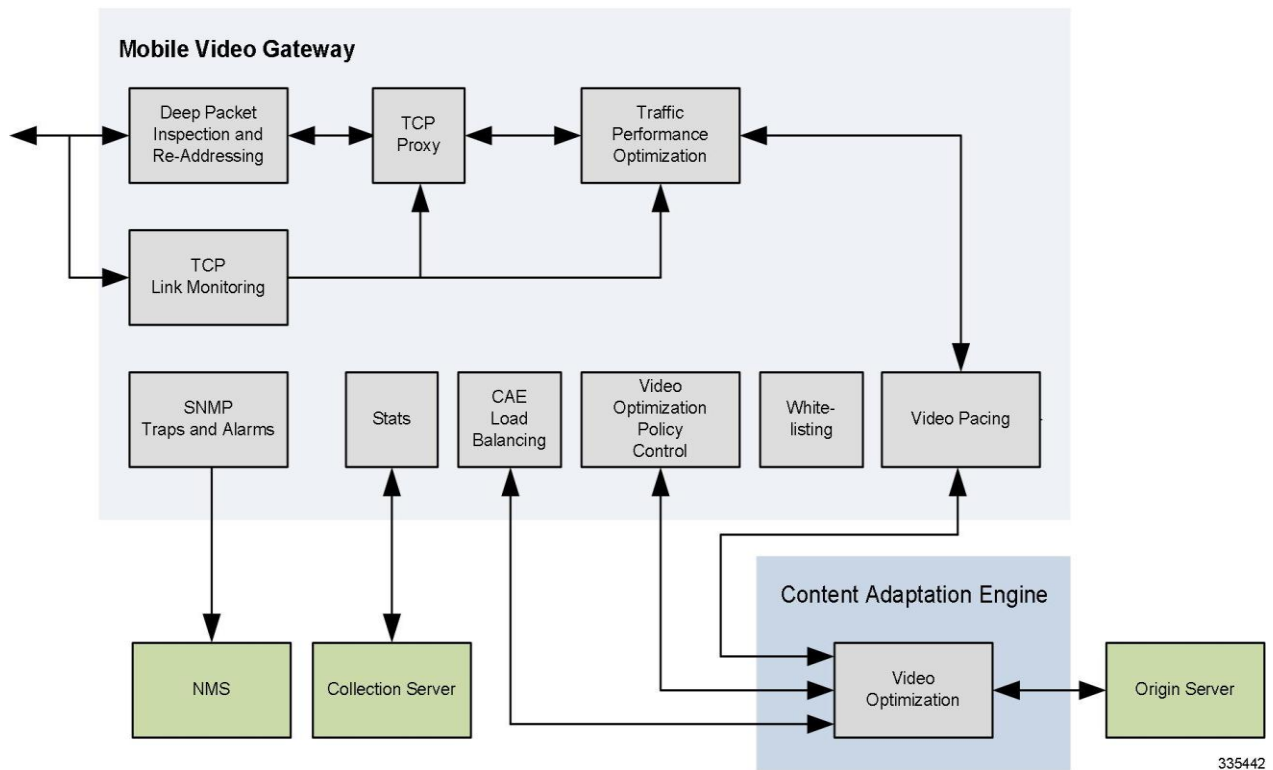 Mobile Video Gateway
Deep Packet
Inspection and
Re-Addressing
TCP
Proxy
Traffic
Performance
Optimization
TCP
Link Monitoring
SNMP
Traps and Alarms
Stats
CAE
Load
Balancing
Video
Optimization
Policy
Control
White-
listing
Video Pacing
Content Adaptation Engine
NMS
Collection Server
Video
Optimization
Origin Server
335442